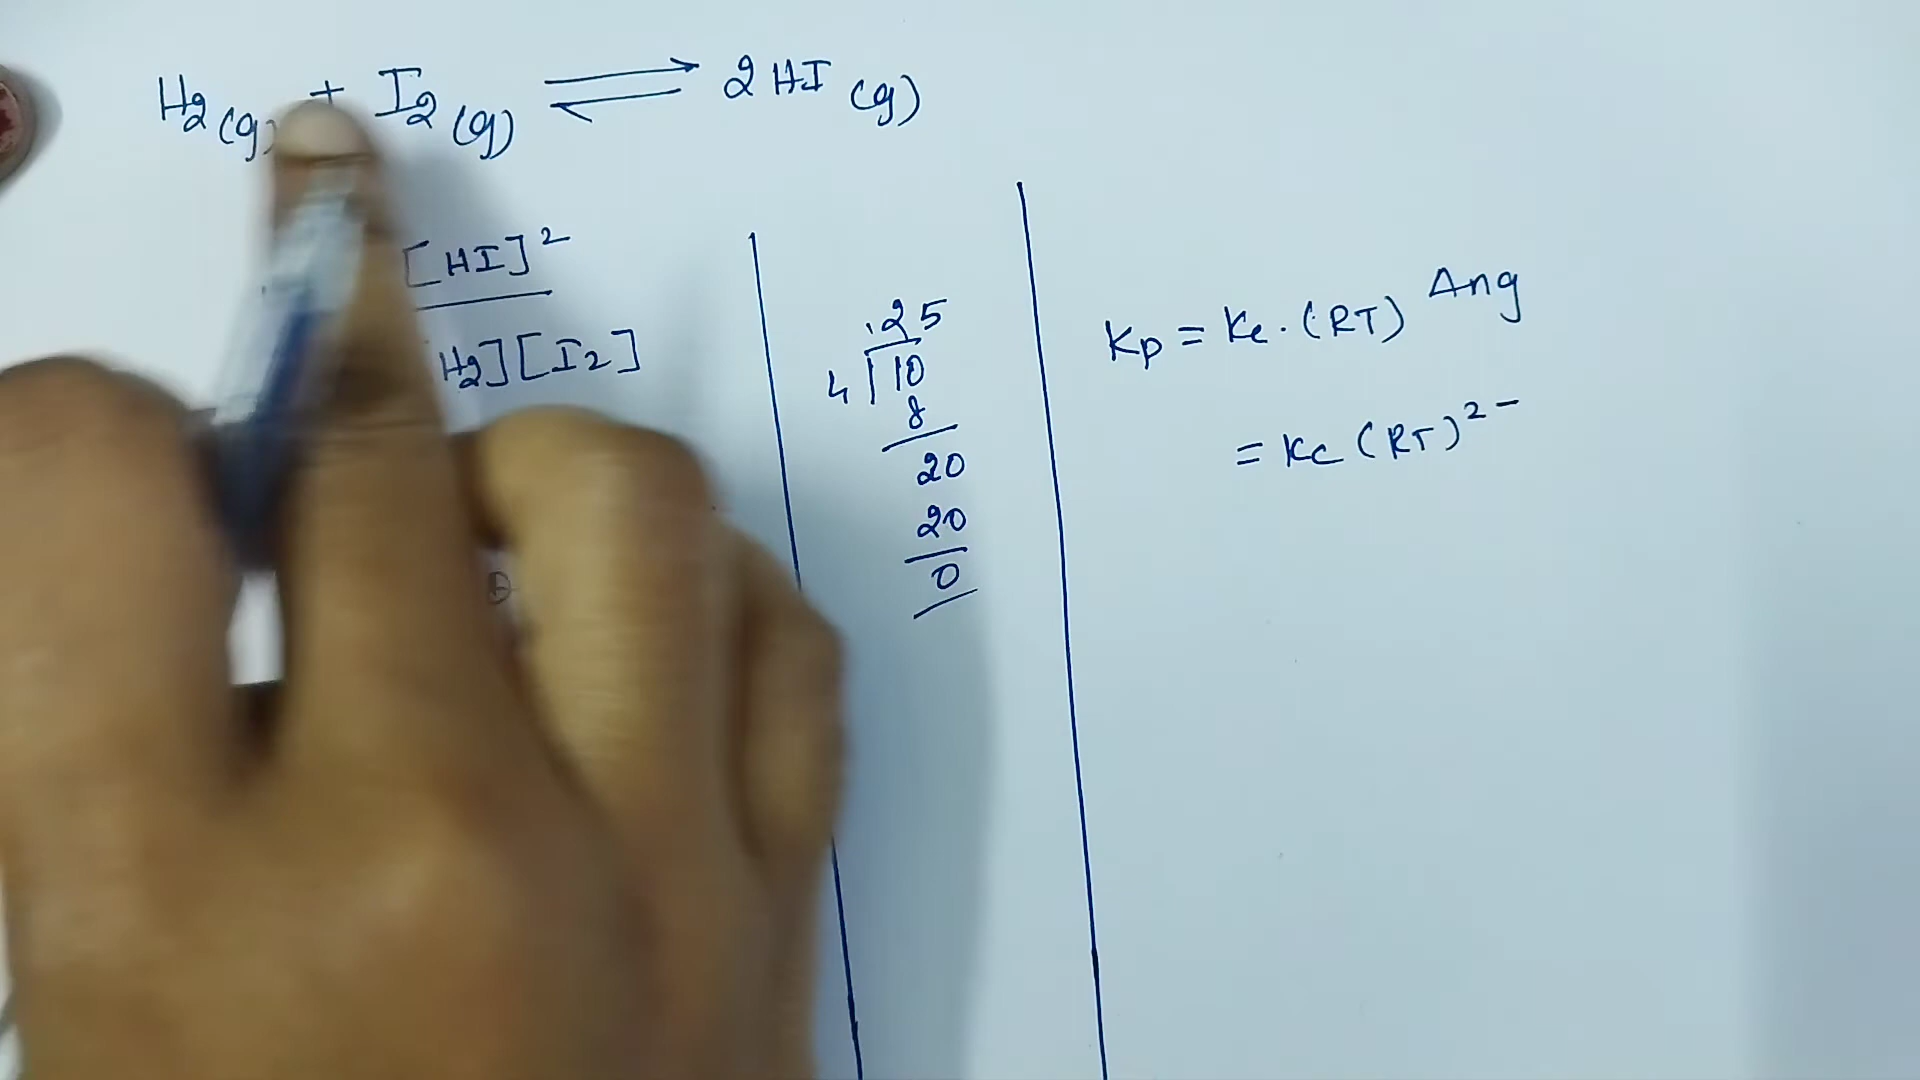 H2(g) + I2(g) ⇌ 2HI(g)
[HI]²
H2][I2]
.25
4 10
8
20
20
0
Kp = Kc.(RT) Δng
= Kc (RT)²⁻